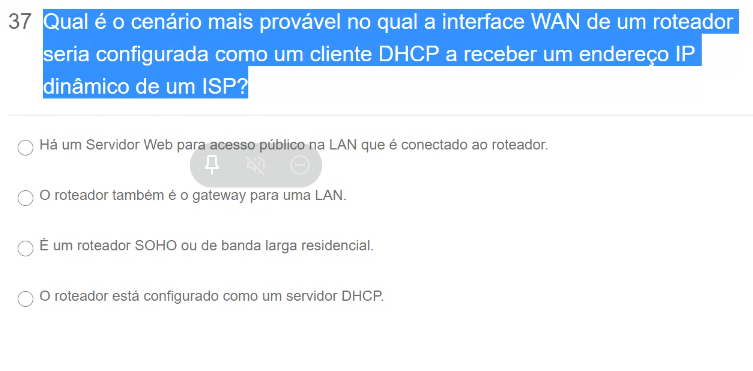 37 Qual é o cenário mais provável no qual a interface WAN de um roteador
seria configurada como um cliente DHCP a receber um endereço IP
dinâmico de um ISP?
Há um Servidor Web para acesso público na LAN que é conectado ao roteador.
O roteador também é o gateway para uma LAN.
É um roteador SOHO ou de banda larga residencial.
O roteador está configurado como um servidor DHCP.